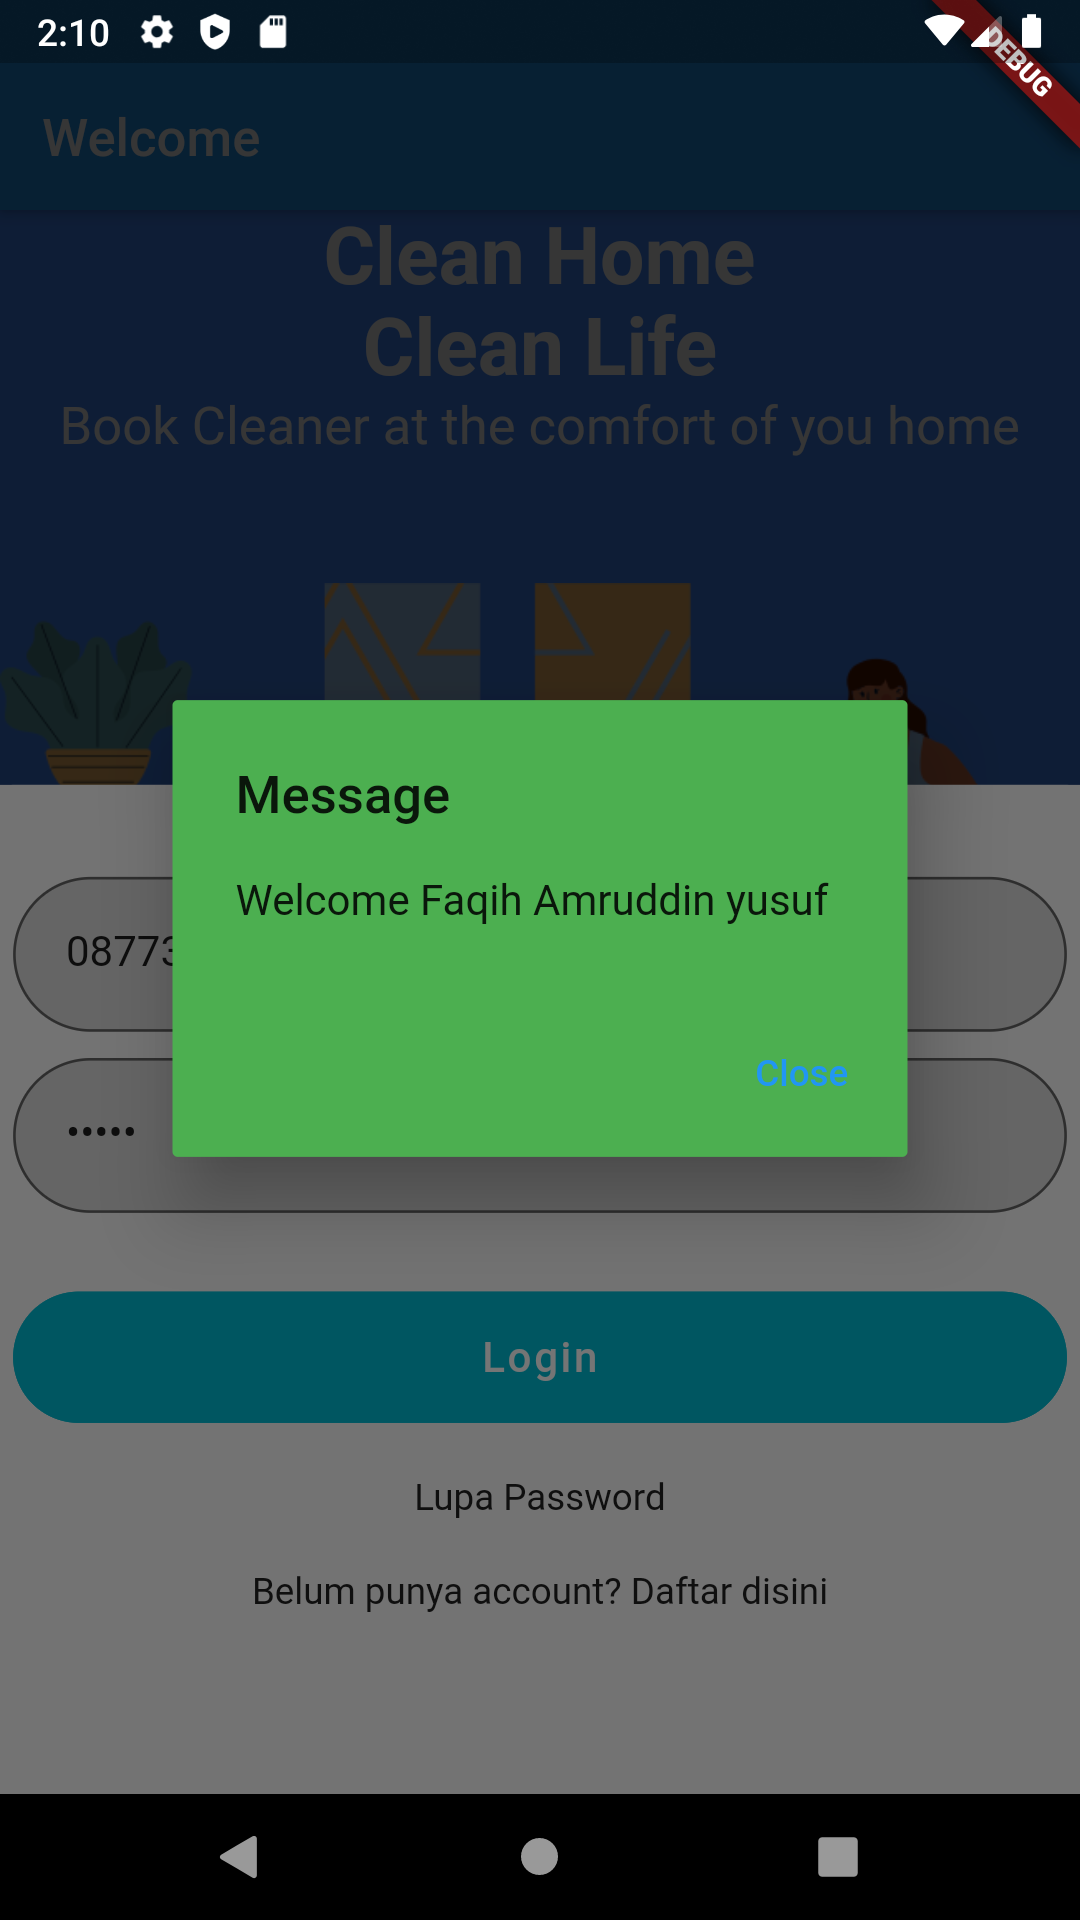 2:10
DEBUG
Welcome
Clean Home
Clean Life
Book Cleaner at the comfort of you home
Message
Welcome Faqih Amruddin yusuf
08773
Close
•••••
Login
Lupa Password
Belum punya account? Daftar disini